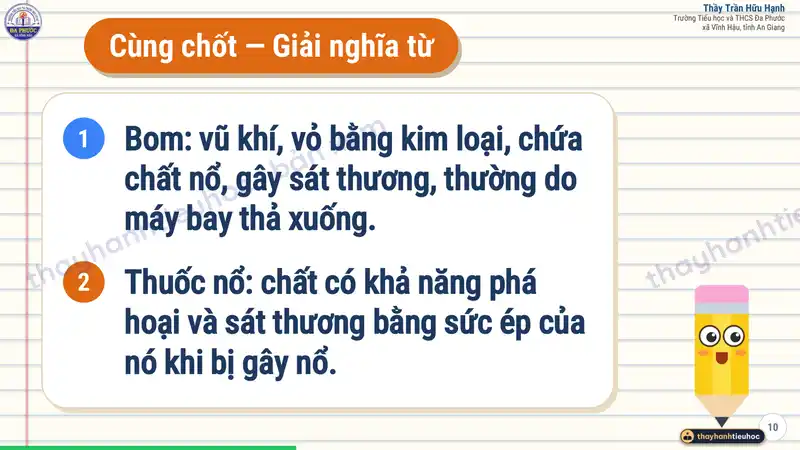 Thầy Trần Hữu Hạnh
Trường Tiểu học và THCS Đa Phước
xã Vĩnh Hậu, tỉnh An Giang
ĐA PHƯỚC
Cùng chốt — Giải nghĩa từ
1
Bom: vũ khí, vỏ bằng kim loại, chứa
chất nổ, gây sát thương, thường do
máy bay thả xuống.
2
Thuốc nổ: chất có khả năng phá
hoại và sát thương bằng sức ép của
nó khi bị gây nổ.
thayhanhtieuhoc
10